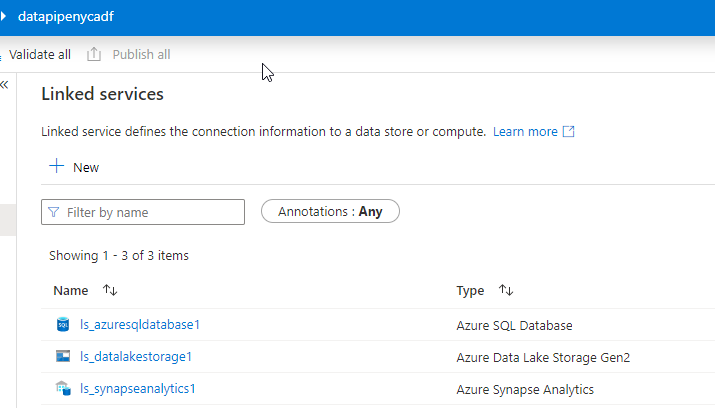 datapipenycadf
Validate all Publish all
Linked services
Linked service defines the connection information to a data store or compute. Learn more
New
Filter by name Annotations : Any
Showing 1 - 3 of 3 items
Name Type
SQL ls_azuresqldatabase1 Azure SQL Database
ls_datalakestorage1 Azure Data Lake Storage Gen2
ls_synapseanalytics1 Azure Synapse Analytics